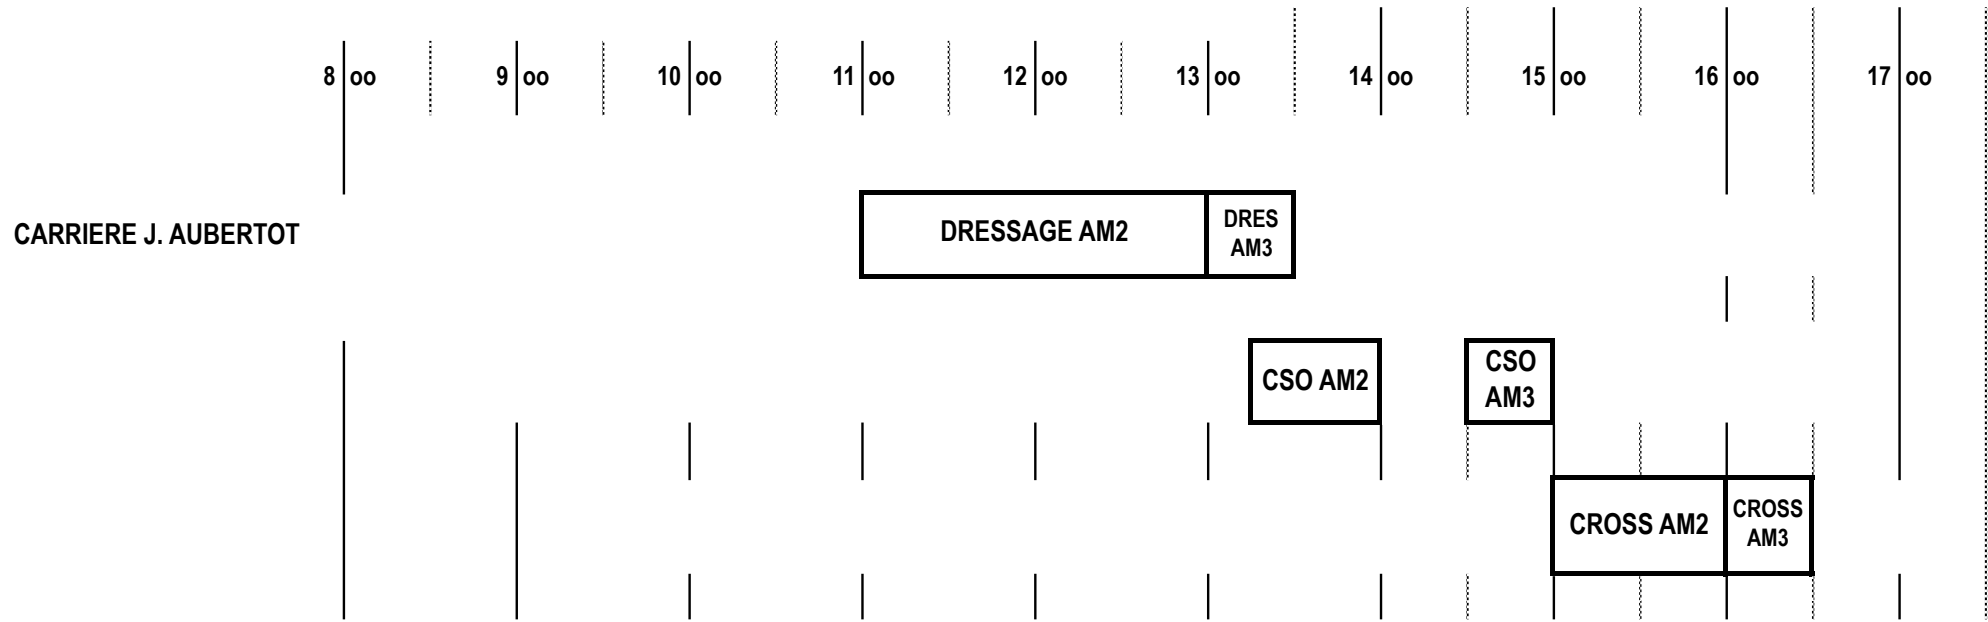 8 oo 9 oo 10 oo 11 oo 12 oo 13 oo 14 oo 15 oo 16 oo 17 oo
CARRIERE J. AUBERTOT
DRESSAGE AM2
DRES
AM3
CSO AM2
CSO
AM3
CROSS AM2
CROSS
AM3